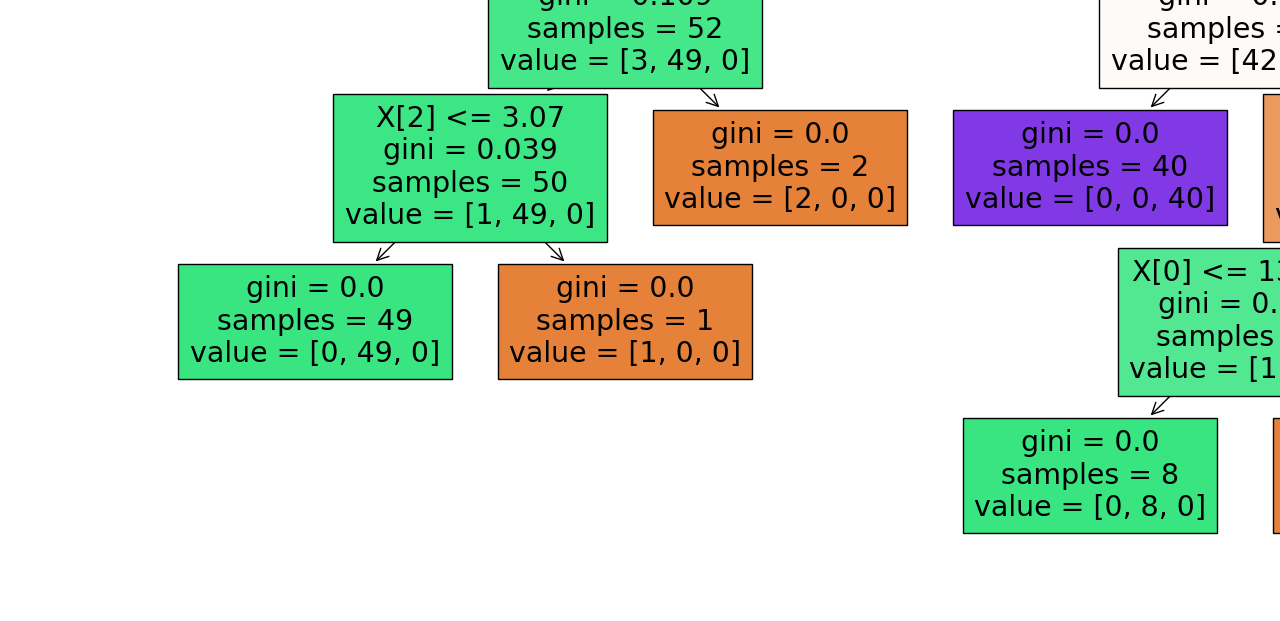 gini = 0.109
samples = 52
value = [3, 49, 0]
gini = 0.
samples =
value = [42
X[2] <= 3.07
gini = 0.039
samples = 50
value = [1, 49, 0]
gini = 0.0
samples = 2
value = [2, 0, 0]
gini = 0.0
samples = 40
value = [0, 0, 40]
gini = 0.0
samples = 49
value = [0, 49, 0]
gini = 0.0
samples = 1
value = [1, 0, 0]
X[0] <= 13
gini = 0.
samples
value = [1
gini = 0.0
samples = 8
value = [0, 8, 0]